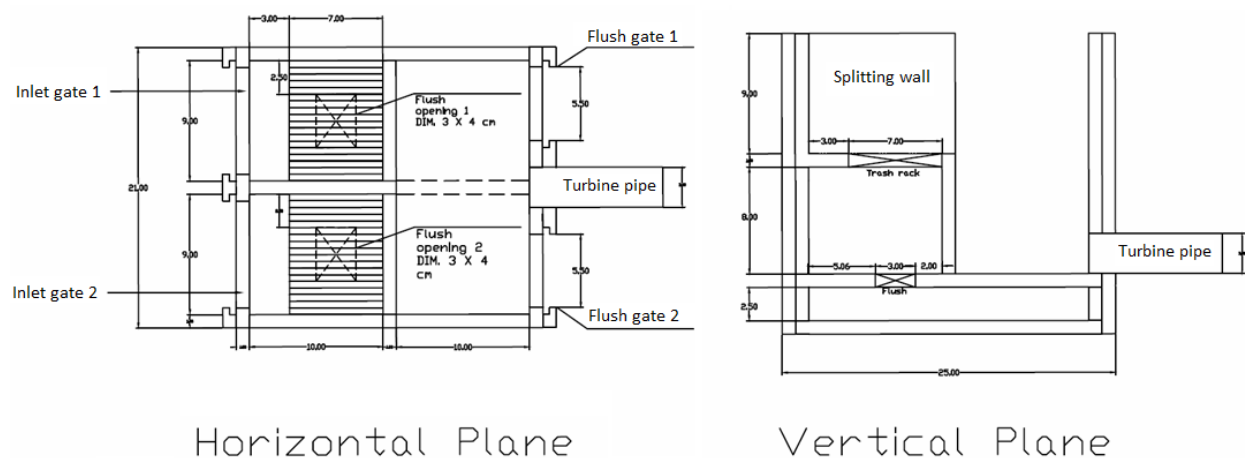 3.00
7.00
Flush gate 1
Inlet gate 1
2.50
Flush
opening 1
DIM. 3 X 4 cm
5.50
9.00
21.00
Turbine pipe
9.00
Flush
opening 2
DIM. 3 X 4
cm
5.50
Inlet gate 2
Flush gate 2
10.00
10.00
Horizontal Plane
Splitting wall
9.00
3.00
7.00
Trash rack
8.00
Turbine pipe
5.06
3.00
2.00
Flush
2.50
25.00
Vertical Plane